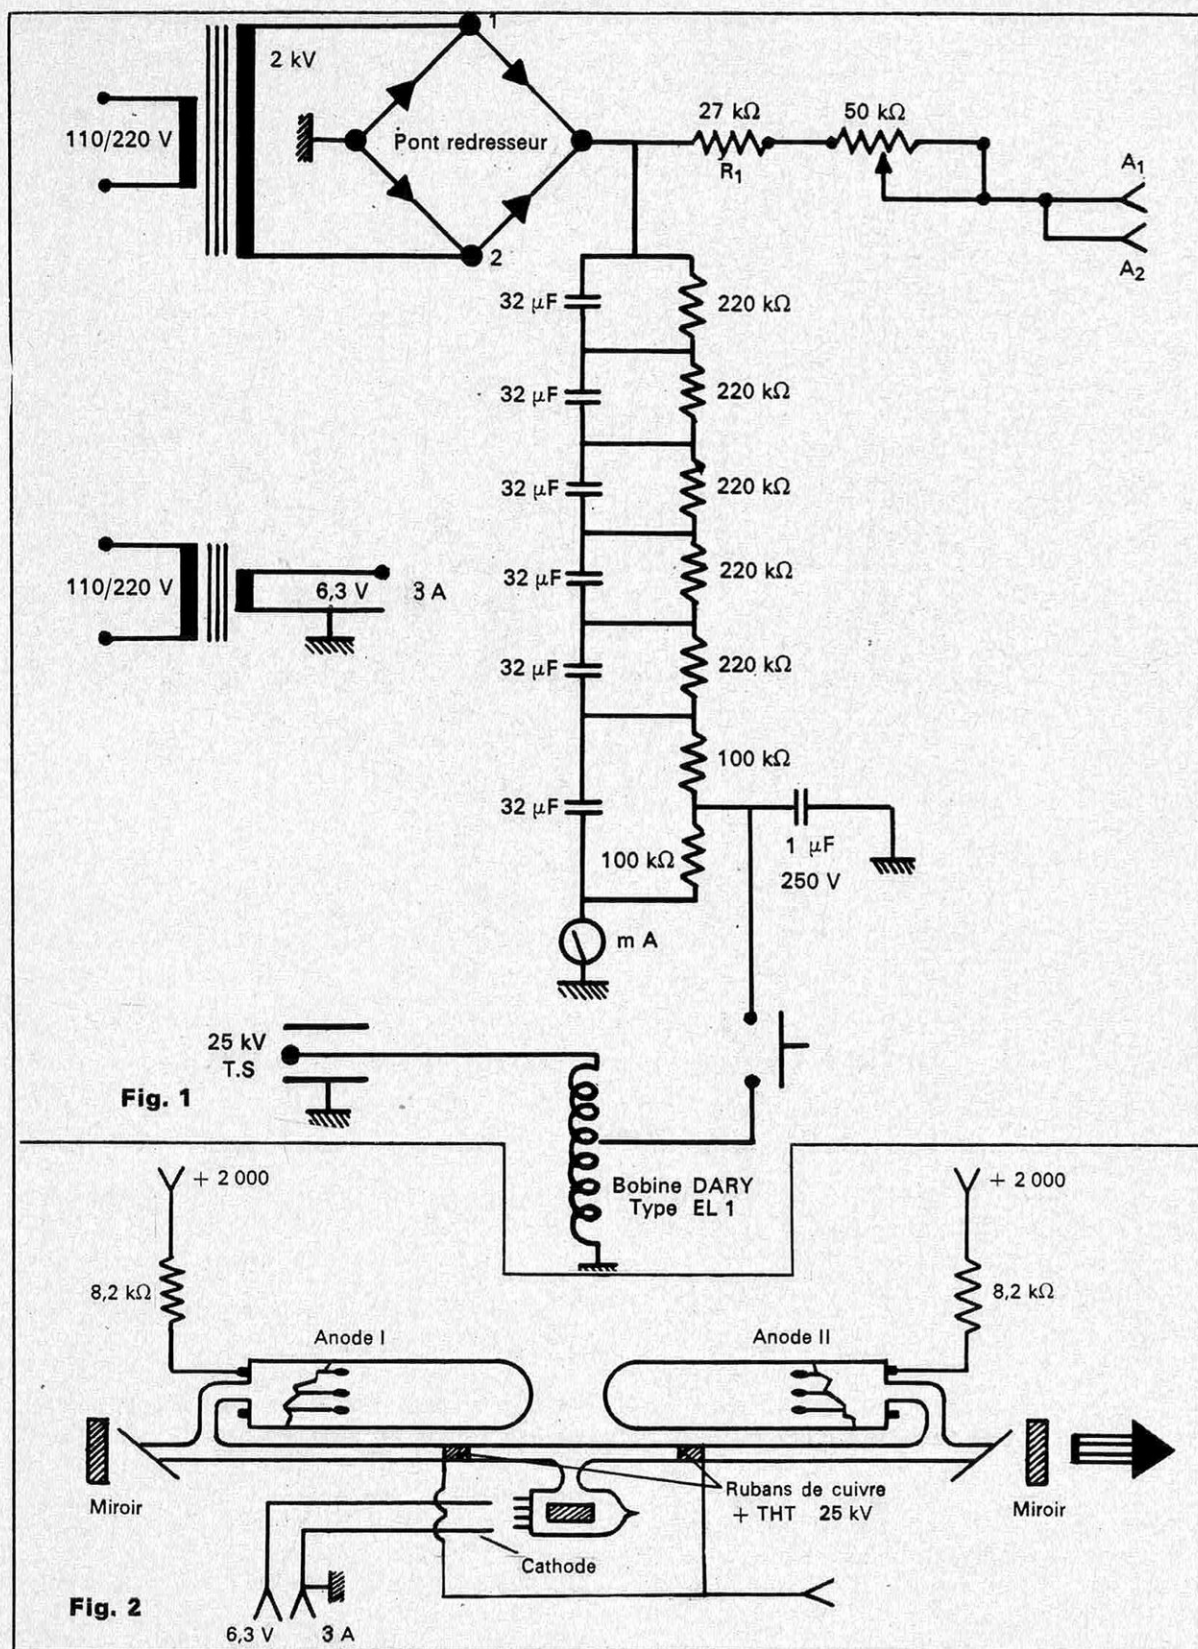 1
2 kV
110/220 V
Pont redresseur
27 kΩ
R₁
50 kΩ
A₁
A₂
2
32 µF
220 kΩ
32 µF
220 kΩ
32 µF
220 kΩ
110/220 V
6,3 V
3 A
32 µF
220 kΩ
32 µF
220 kΩ
100 kΩ
32 µF
100 kΩ
1 µF
250 V
m A
25 kV
T.S
Fig. 1
Bobine DARY
Type EL 1
+ 2 000
+ 2 000
8,2 kΩ
8,2 kΩ
Anode I
Anode II
Miroir
Rubans de cuivre
+ THT 25 kV
Miroir
Cathode
Fig. 2
6,3 V
3 A